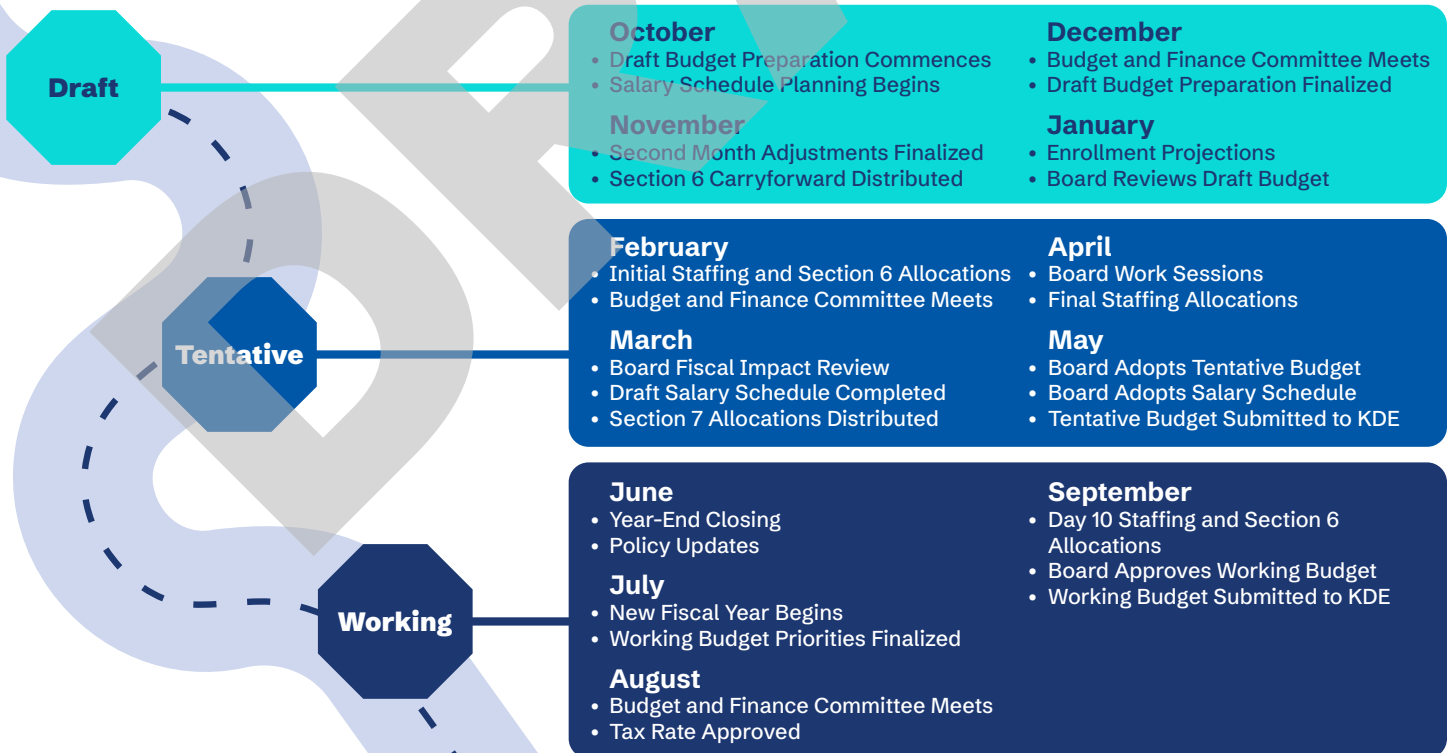 Draft
October
• Draft Budget Preparation Commences
• Salary Schedule Planning Begins
November
• Second Month Adjustments Finalized
• Section 6 Carryforward Distributed
December
• Budget and Finance Committee Meets
• Draft Budget Preparation Finalized
January
• Enrollment Projections
• Board Reviews Draft Budget
Tentative
February
• Initial Staffing and Section 6 Allocations
• Budget and Finance Committee Meets
March
• Board Fiscal Impact Review
• Draft Salary Schedule Completed
• Section 7 Allocations Distributed
April
• Board Work Sessions
• Final Staffing Allocations
May
• Board Adopts Tentative Budget
• Board Adopts Salary Schedule
• Tentative Budget Submitted to KDE
Working
June
• Year-End Closing
• Policy Updates
July
• New Fiscal Year Begins
• Working Budget Priorities Finalized
August
• Budget and Finance Committee Meets
• Tax Rate Approved
September
• Day 10 Staffing and Section 6
Allocations
• Board Approves Working Budget
• Working Budget Submitted to KDE